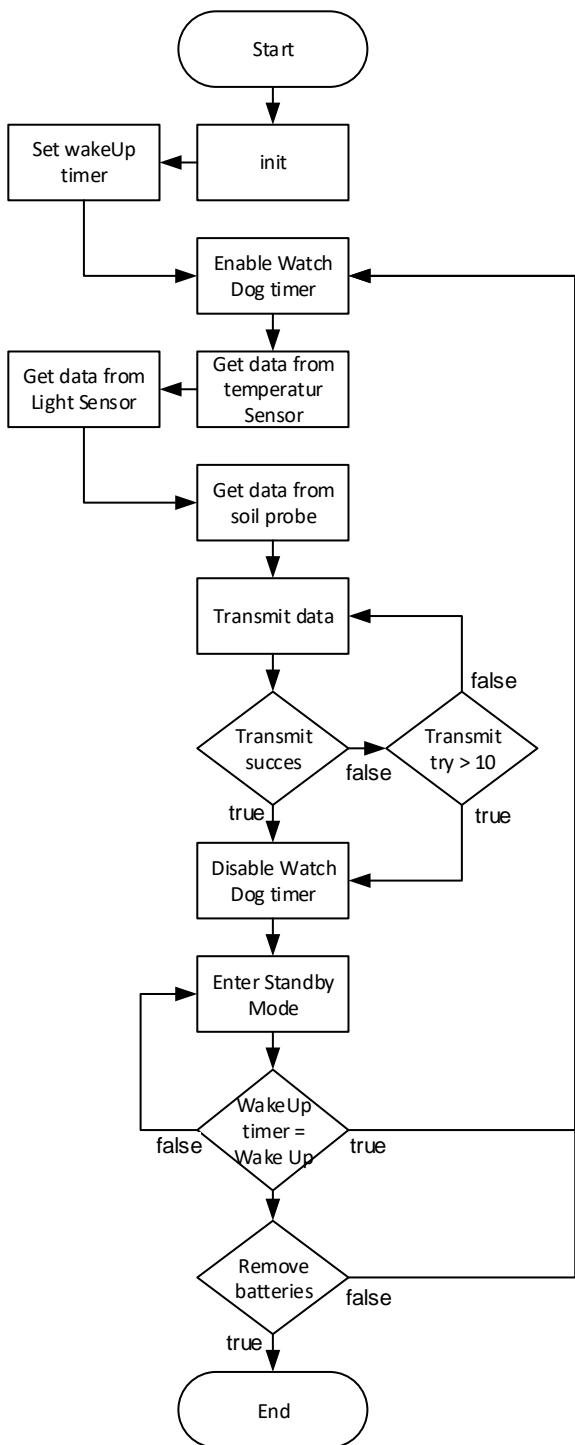 Start
init
Set wakeUp
timer
Enable Watch
Dog timer
Get data from
temperatur
Sensor
Get data from
Light Sensor
Get data from
soil probe
Transmit data
false
Transmit
succes
false
Transmit
try > 10
true
true
Disable Watch
Dog timer
Enter Standby
Mode
WakeUp
timer =
Wake Up
false
true
Remove
batteries
false
true
End